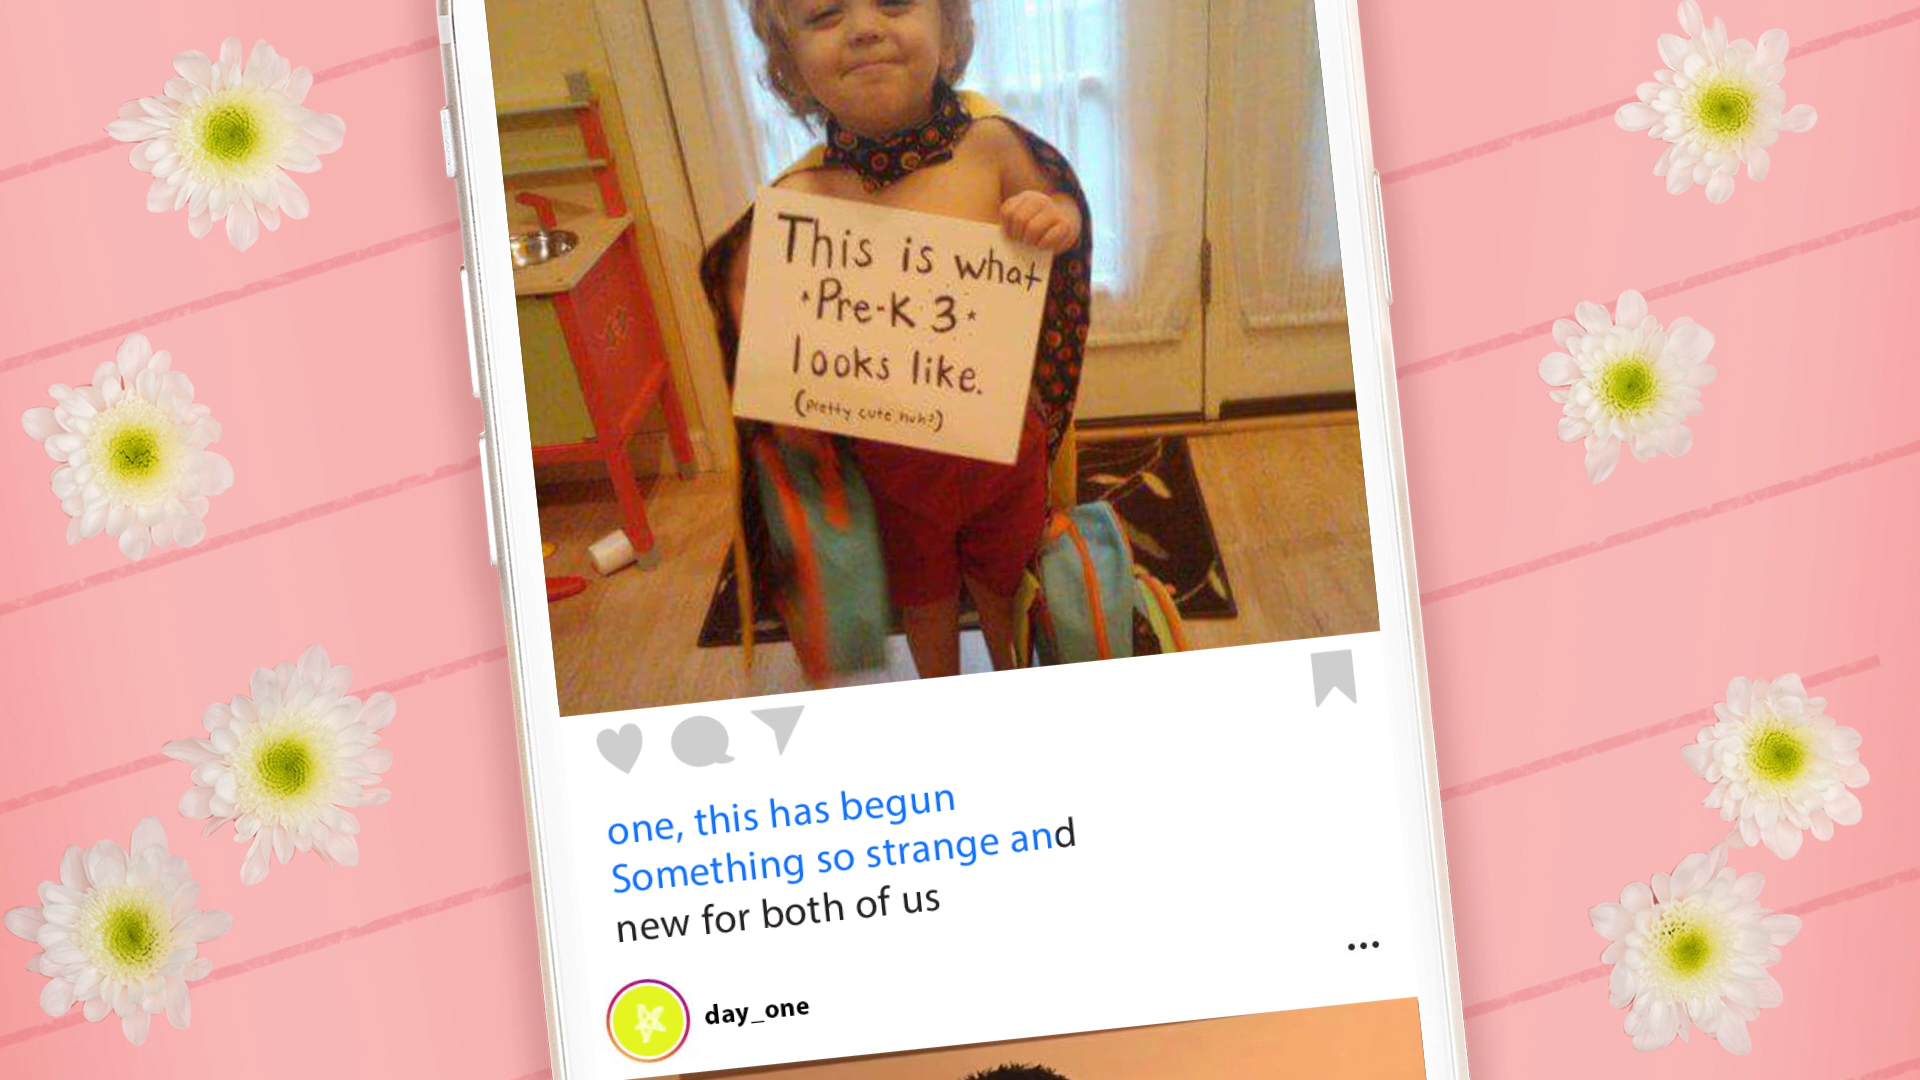 This is what
·Pre-K 3·
looks like.
(pretty cute huh?)
one, this has begun
Something so strange and
new for both of us
...
day_one